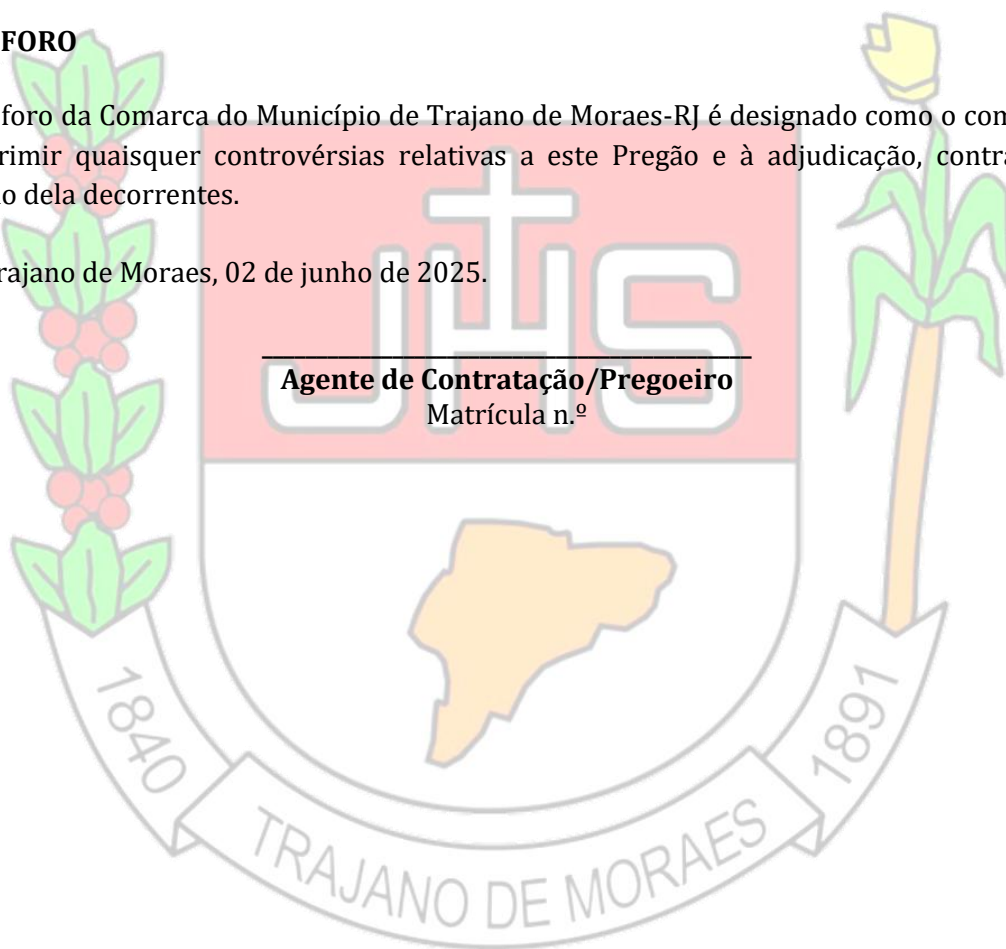 FORO
foro da Comarca do Município de Trajano de Moraes-RJ é designado como o com
rimir quaisquer controvérsias relativas a este Pregão e à adjudicação, contra
o dela decorrentes.
rajano de Moraes, 02 de junho de 2025.
Agente de Contratação/Pregoeiro
Matrícula n.º
JHS
1840
TRAJANO DE MORAES
1891